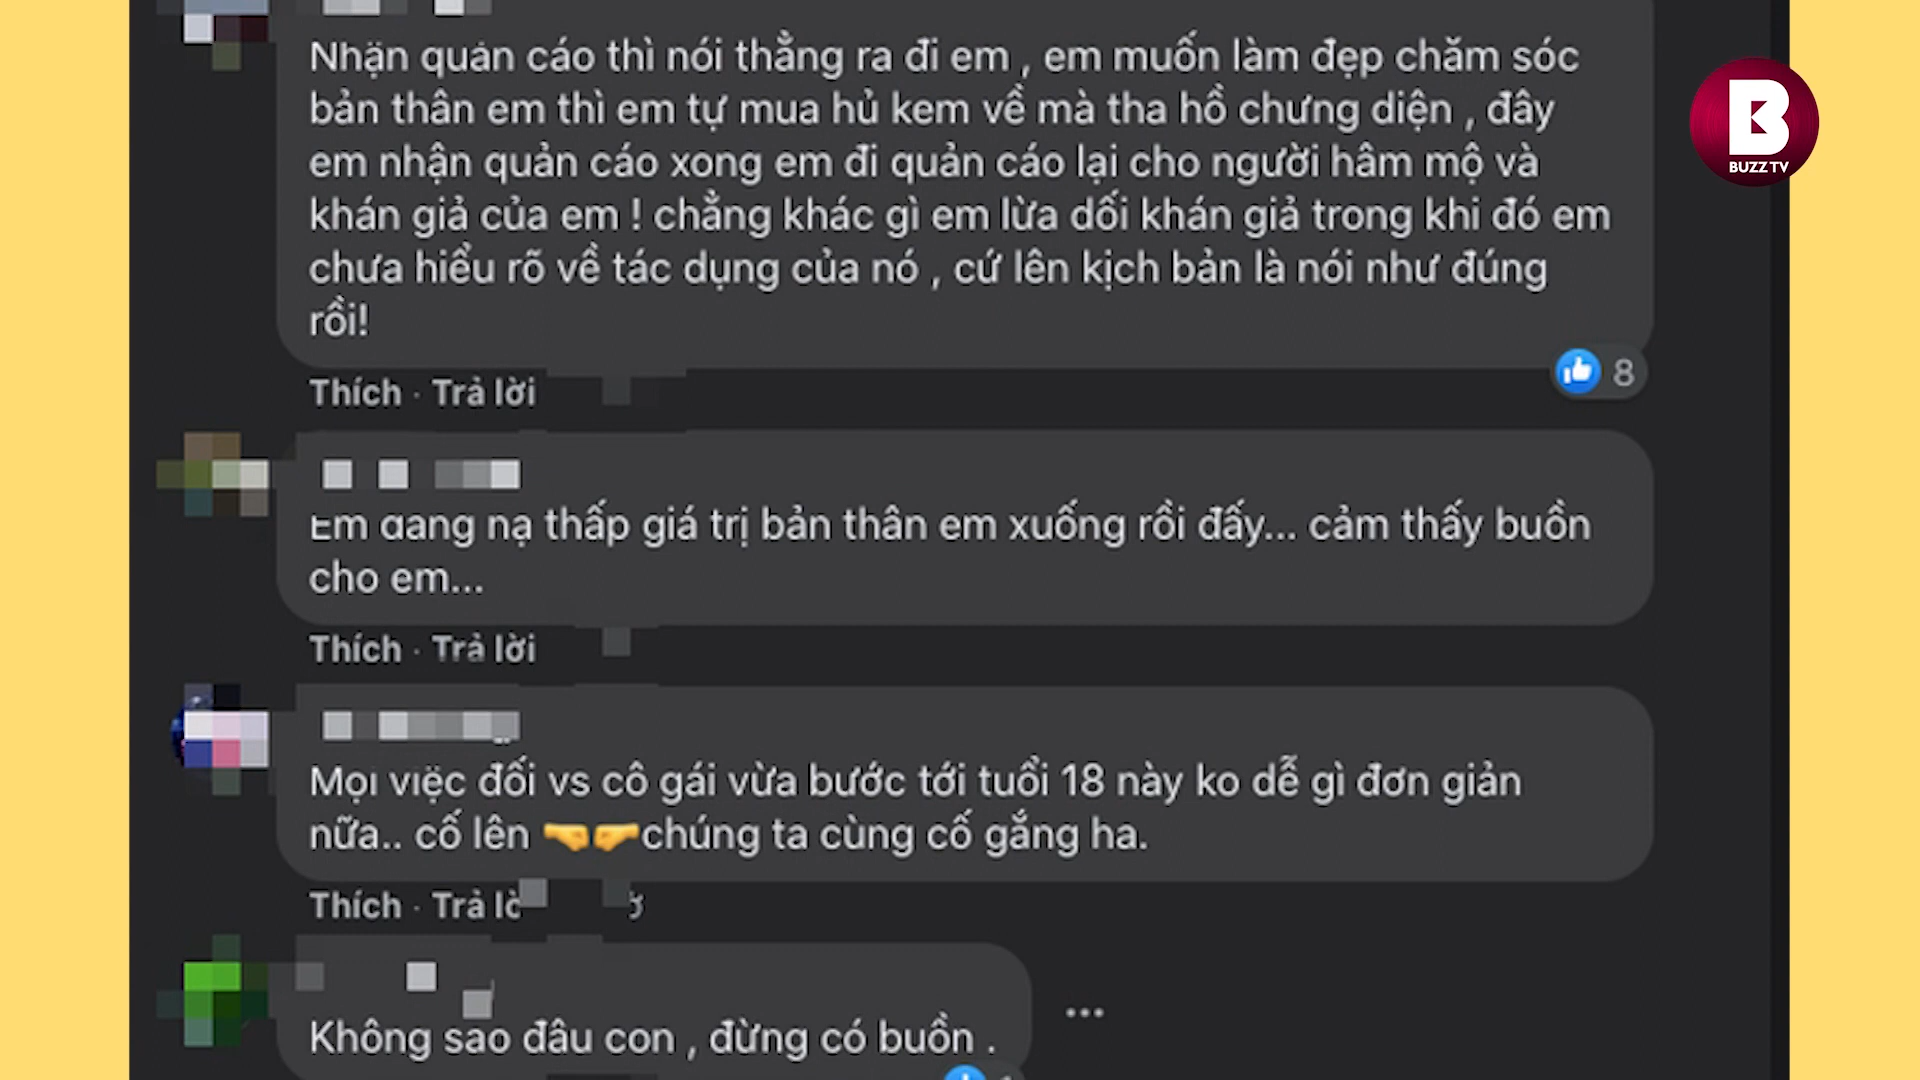 Nhận quản cáo thì nói thẳng ra đi em , em muốn làm đẹp chăm sóc
bản thân em thì em tự mua hủ kem về mà tha hồ chưng diện , đây
em nhận quản cáo xong em đi quản cáo lại cho người hâm mộ và
khán giả của em ! chẳng khác gì em lừa dối khán giả trong khi đó em
chưa hiểu rõ về tác dụng của nó , cứ lên kịch bản là nói như đúng
rồi!
Thích · Trả lời
8
BUZZ TV
Em đang hạ thấp giá trị bản thân em xuống rồi đấy... cảm thấy buồn
cho em...
Thích · Trả lời
Mọi việc đối vs cô gái vừa bước tới tuổi 18 này ko dễ gì đơn giản
nữa.. cố lên 🤜🤛chúng ta cùng cố gắng ha.
Thích · Trả lời
Không sao đâu con , đừng có buồn .